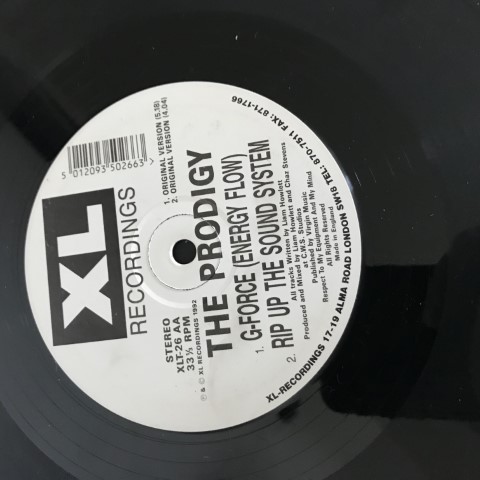 XL
RECORDINGS
5 012093 502663 >
1. ORIGINAL VERSION (5.18)
2. ORIGINAL VERSION (4.04)
STEREO
XLT-26 AA
33⅓ RPM
℗ & © XL RECORDINGS 1992
THE PRODIGY
1. G-FORCE (ENERGY FLOW)
2. RIP UP THE SOUND SYSTEM
All tracks Written by Liam Howlett
Produced and Mixed by Liam Howlett and Chaz Stevens
at C.W.S. Studios
Published by Virgin Music
Respect To My Equipment And My Mind
All Rights Reserved
Made in England
XL-RECORDINGS 17-19 ALMA ROAD LONDON SW18 TEL: 870-7511 FAX: 871-1766